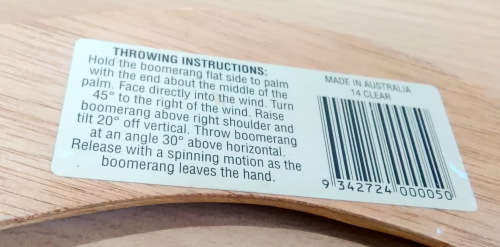 THROWING INSTRUCTIONS:
Hold the boomerang flat side to palm
with the end about the middle of the
palm. Face directly into the wind. Turn
45° to the right of the wind. Raise
boomerang above right shoulder and
tilt 20° off vertical. Throw boomerang
at an angle 30° above horizontal.
Release with a spinning motion as the
boomerang leaves the hand.
MADE IN AUSTRALIA
14 CLEAR
9 342724 000050